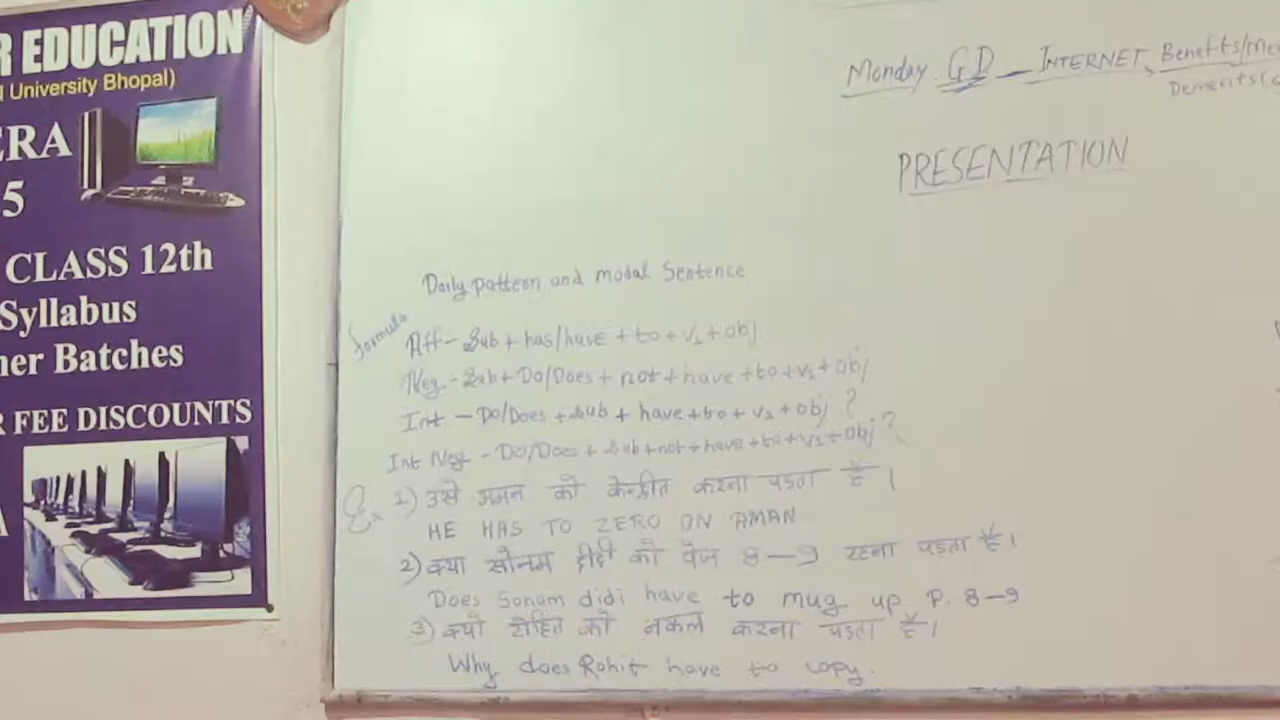 R EDUCATION
l University Bhopal)
ERA
5
CLASS 12th
Syllabus
her Batches
R FEE DISCOUNTS
A
Monday GD – INTERNET, Benefts/Me
Demerits(
PRESENTATION
Daily pattern and modal Sentence
Formula
Aff - Sub + has/have + to + V1 + obj
Neg - Sub + Do/Does + not + have + to + V1 + obj
Int - Do/Does + sub + have + to + V1 + obj ?
Int Neg - Do/Does + sub + not + have + to + V1 + obj ?
Ex 1) उसे अमन को केन्द्रीत करना पड़ता है ।
HE HAS TO ZERO ON AMAN
2) क्या सोनम दीदी को पेज 8 – 9 रटना पड़ता है ।
Does Sonam didi have to mug up P. 8 – 9
3) क्यों रोहित को नकल करना पड़ता है ।
Why does Rohit have to copy.